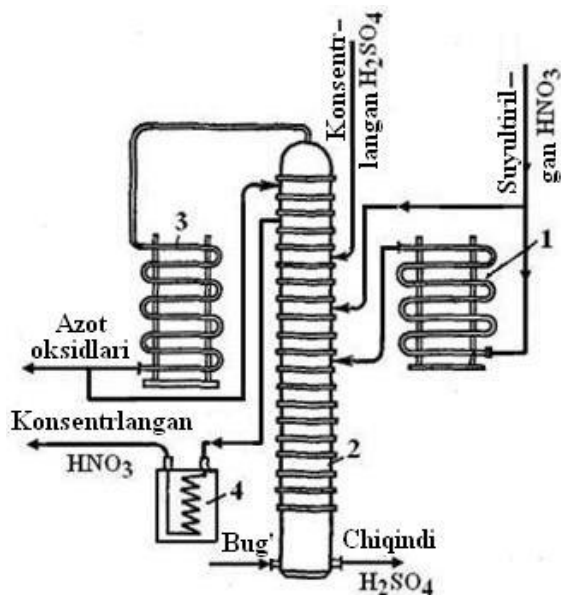 Konsentr–
langan H₂SO₄
Suyultiril–
gan HNO₃
3
1
Azot
oksidlari
Konsentrlangan
HNO₃
2
4
Bug'
Chiqindi
H₂SO₄